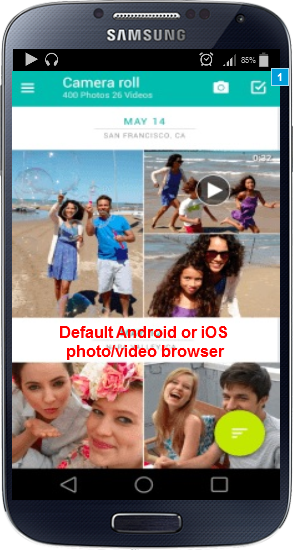 SAMSUNG
85%
Camera roll
400 Photos 26 Videos
1
MAY 14
SAN FRANCISCO, CA
0:32
Default Android or iOS
photo/video browser